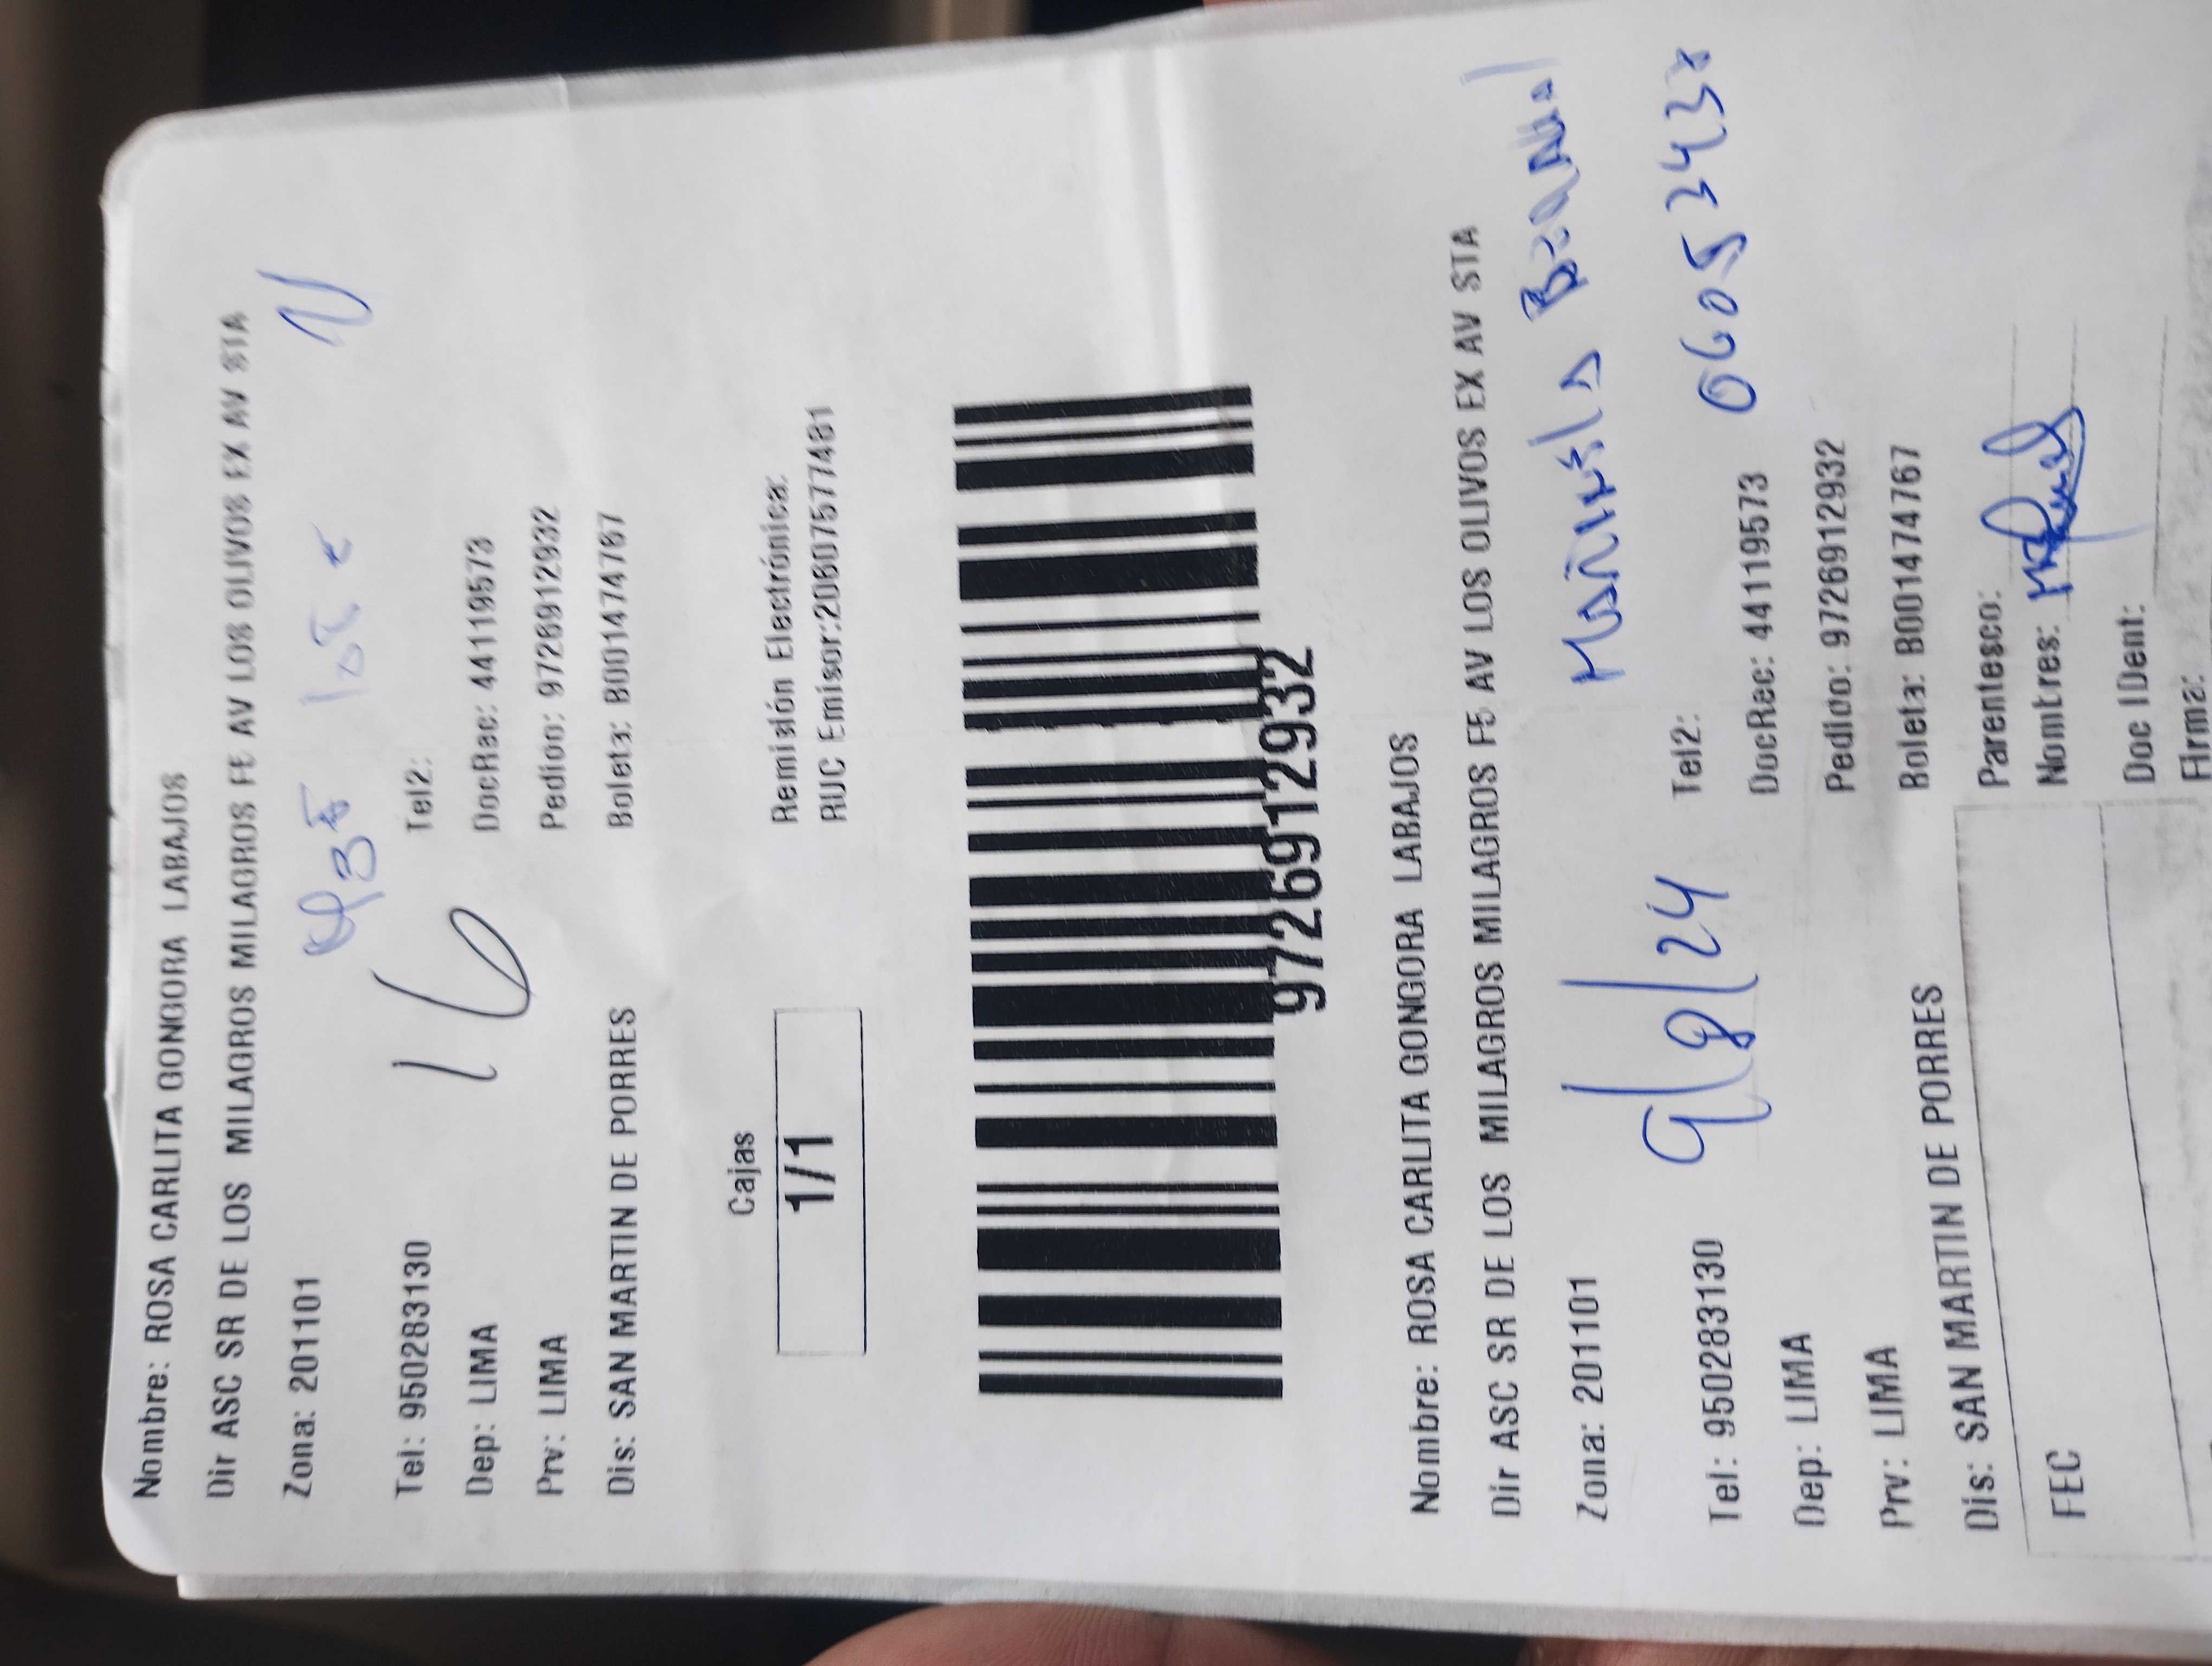 Nombre: ROSA CARLITA GONGORA LABAJOS
Dir ASC SR DE LOS MILAGROS MILAGROS FE AV LOS OLIVOS EX AV STA
Zona: 201101
16
Tel: 950283130 Tel2:
Dep: LIMA DocRec: 44119573
Prv: LIMA Pedido: 9726912932
Dis: SAN MARTIN DE PORRES Boleta: B001474767
Cajas
1/1
Remisión Electrónica:
RUC Emisor:20607577481
9726912932
Nombre: ROSA CARLITA GONGORA LABAJOS
Dir ASC SR DE LOS MILAGROS MILAGROS F5 AV LOS OLIVOS EX AV STA
Zona: 201101
9/8/24
Tel: 950283130 Tel2:
Dep: LIMA DocRec: 44119573
Prv: LIMA Pedido: 9726912932
Dis: SAN MARTIN DE PORRES Boleta: B001474767
FEC
Parentesco:
Nombres:
Doc IDent:
Firma: